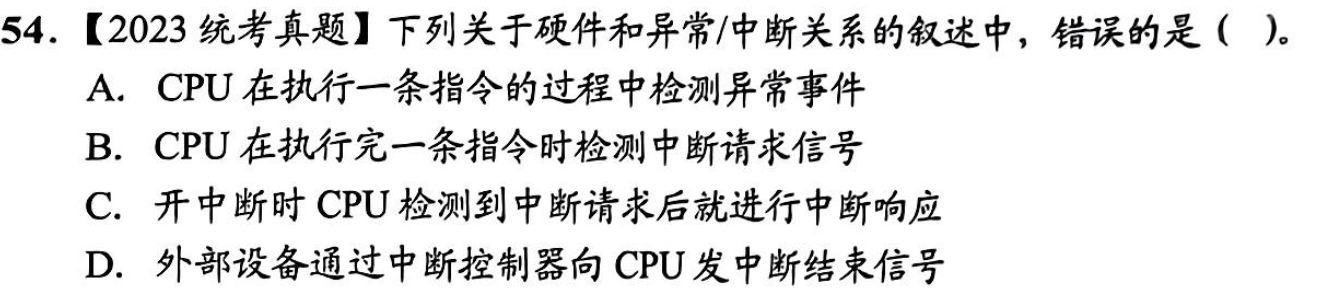 54.【2023 统考真题】下列关于硬件和异常/中断关系的叙述中，错误的是（ ）。
A. CPU 在执行一条指令的过程中检测异常事件
B. CPU 在执行完一条指令时检测中断请求信号
C. 开中断时 CPU 检测到中断请求后就进行中断响应
D. 外部设备通过中断控制器向 CPU 发中断结束信号